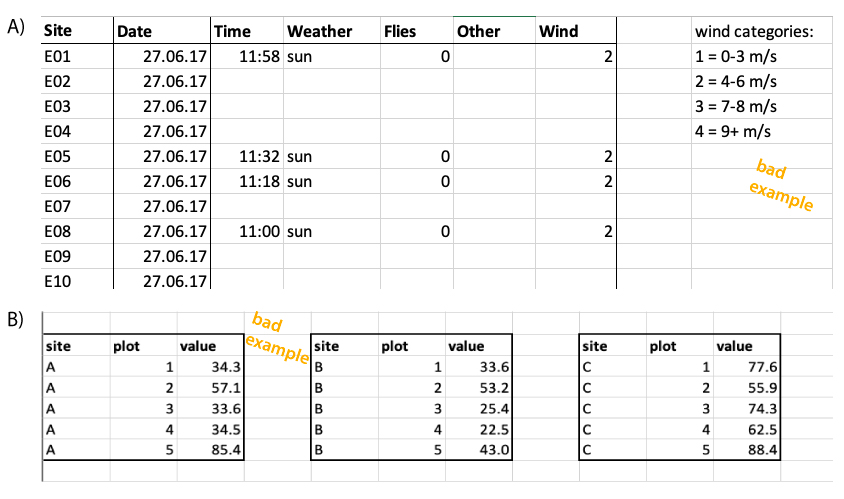 A) Site Date Time Weather Flies Other Wind wind categories:
E01 27.06.17 11:58 sun 0 2 1 = 0-3 m/s
E02 27.06.17 2 = 4-6 m/s
E03 27.06.17 3 = 7-8 m/s
E04 27.06.17 4 = 9+ m/s
E05 27.06.17 11:32 sun 0 2
bad
E06 27.06.17 11:18 sun 0 2
example
E07 27.06.17
E08 27.06.17 11:00 sun 0 2
E09 27.06.17
E10 27.06.17
B)
bad
example
site plot value site plot value site plot value
A 1 34.3 B 1 33.6 C 1 77.6
A 2 57.1 B 2 53.2 C 2 55.9
A 3 33.6 B 3 25.4 C 3 74.3
A 4 34.5 B 4 22.5 C 4 62.5
A 5 85.4 B 5 43.0 C 5 88.4